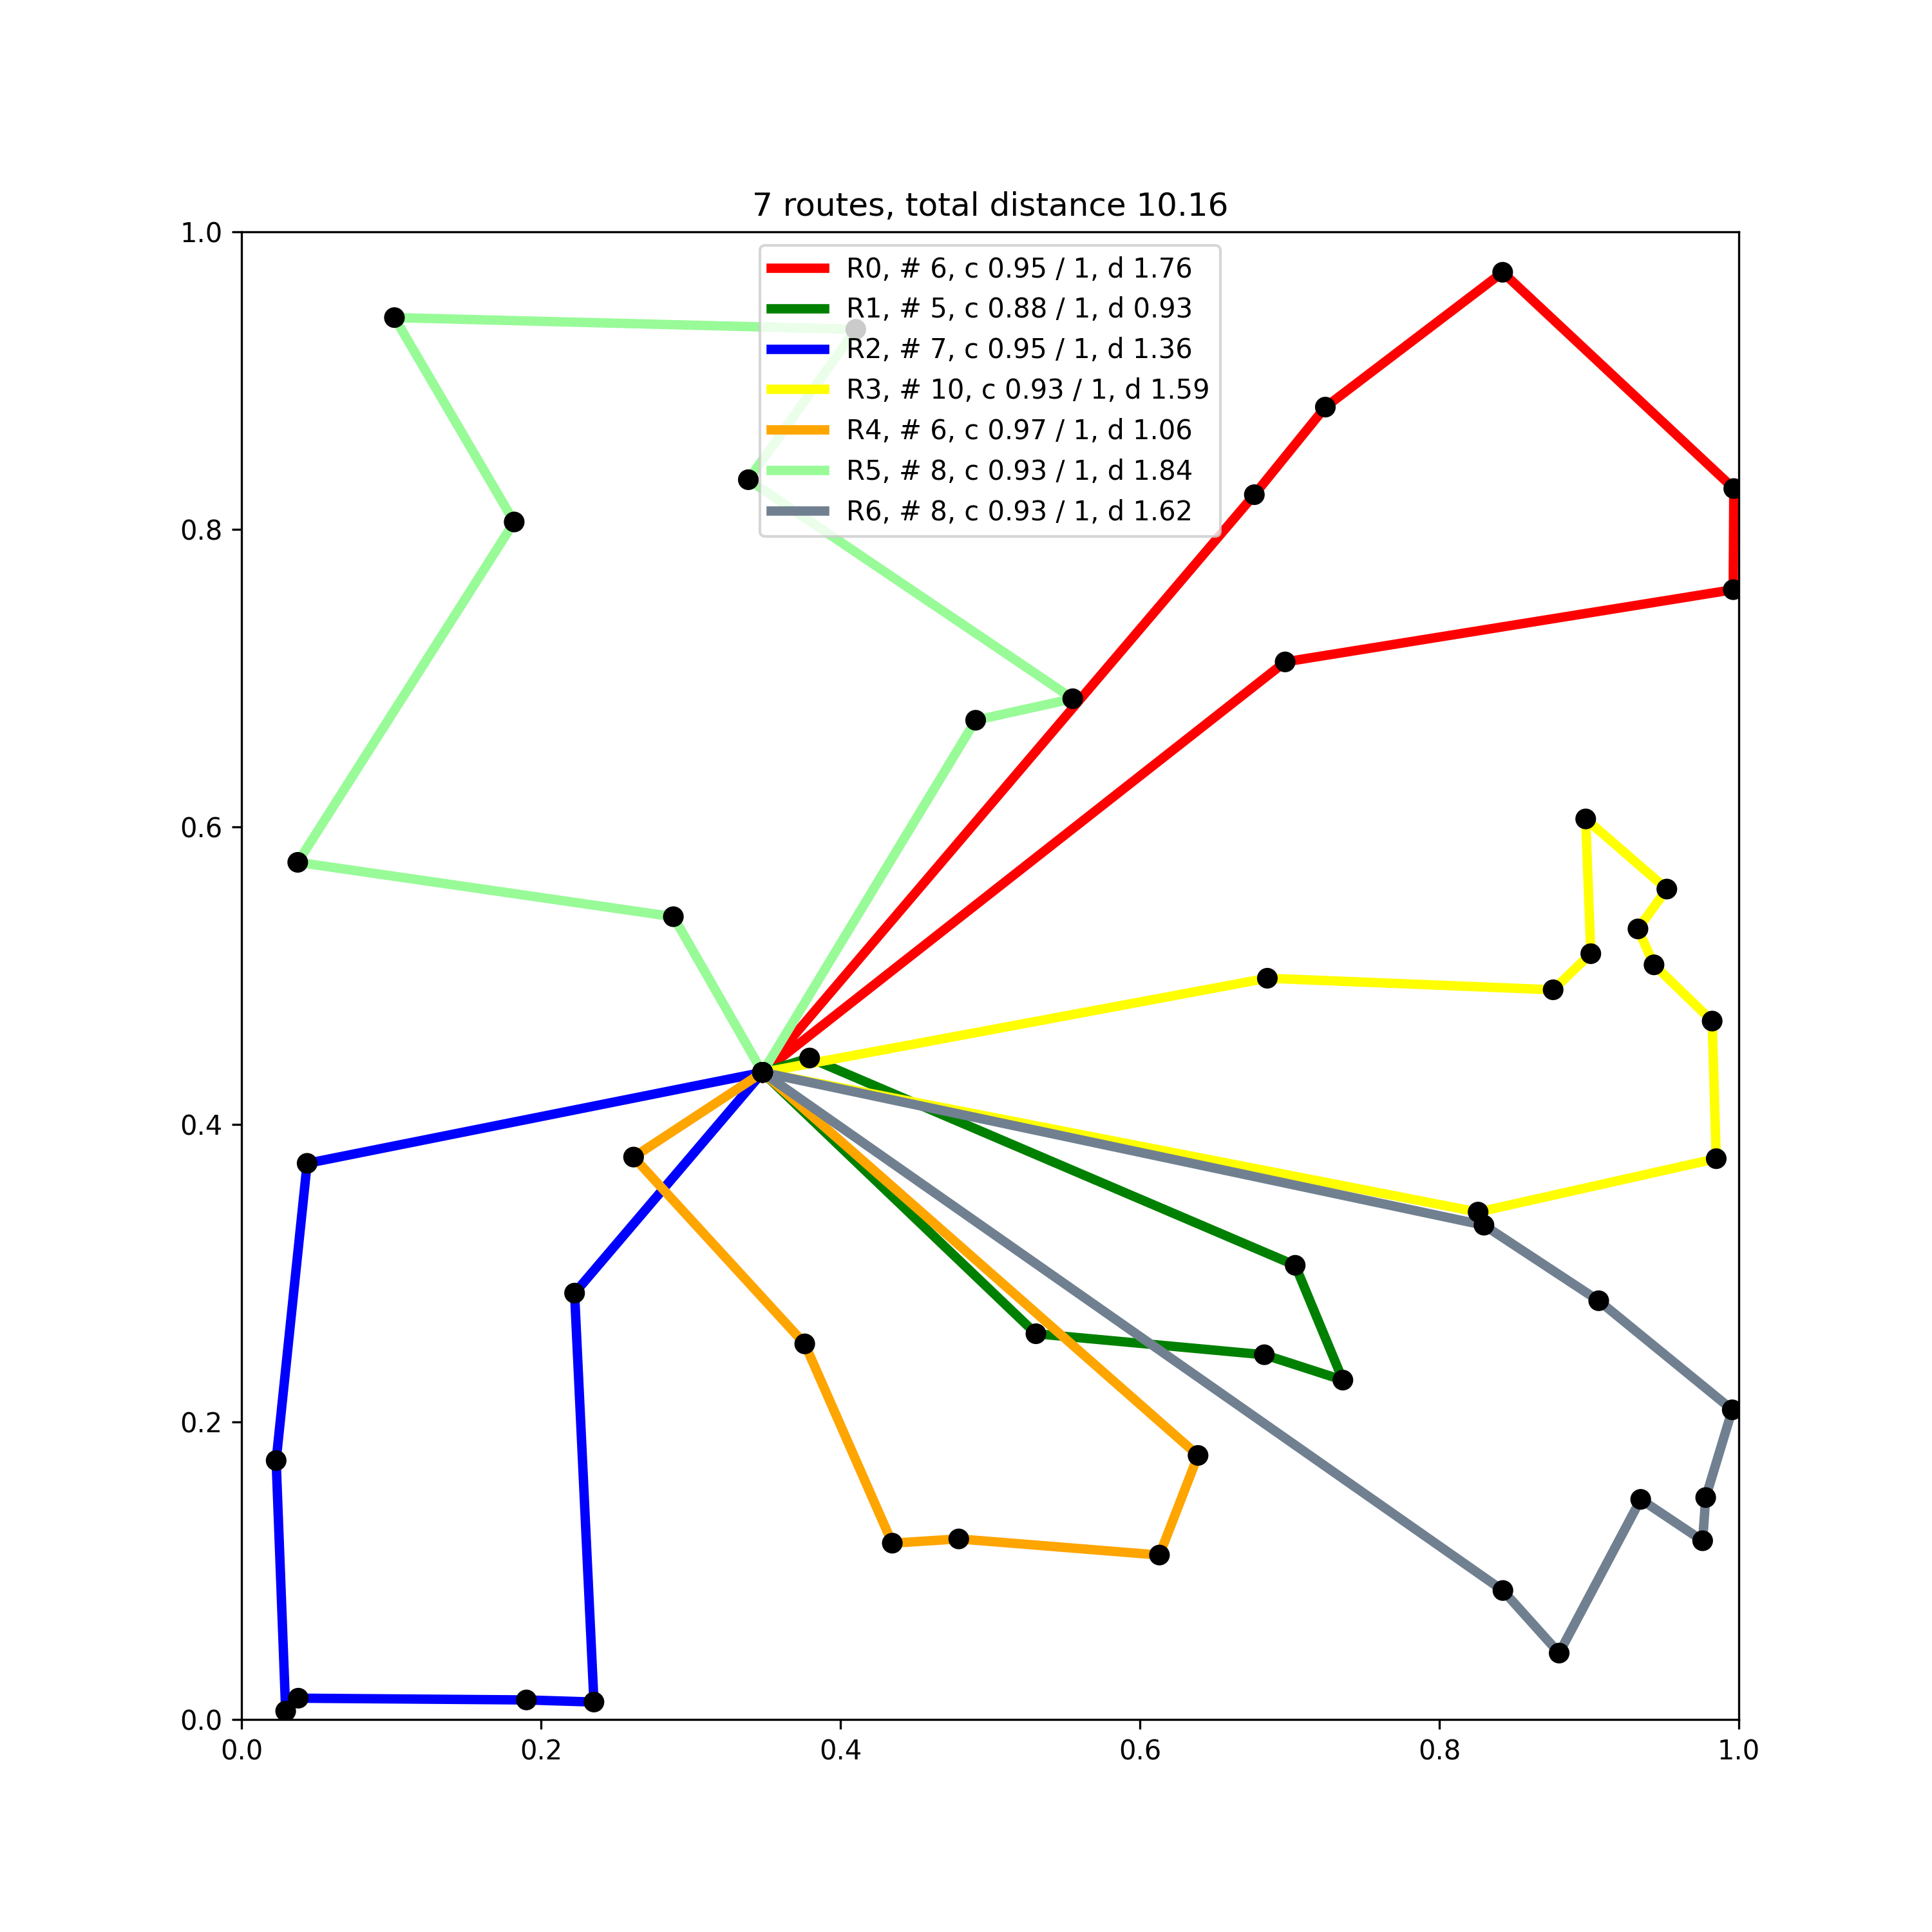 7 routes, total distance 10.16
1.0
R0, # 6, c 0.95 / 1, d 1.76
R1, # 5, c 0.88 / 1, d 0.93
R2, # 7, c 0.95 / 1, d 1.36
R3, # 10, c 0.93 / 1, d 1.59
R4, # 6, c 0.97 / 1, d 1.06
R5, # 8, c 0.93 / 1, d 1.84
R6, # 8, c 0.93 / 1, d 1.62
0.8
0.6
0.4
0.2
0.0
0.0 0.2 0.4 0.6 0.8 1.0